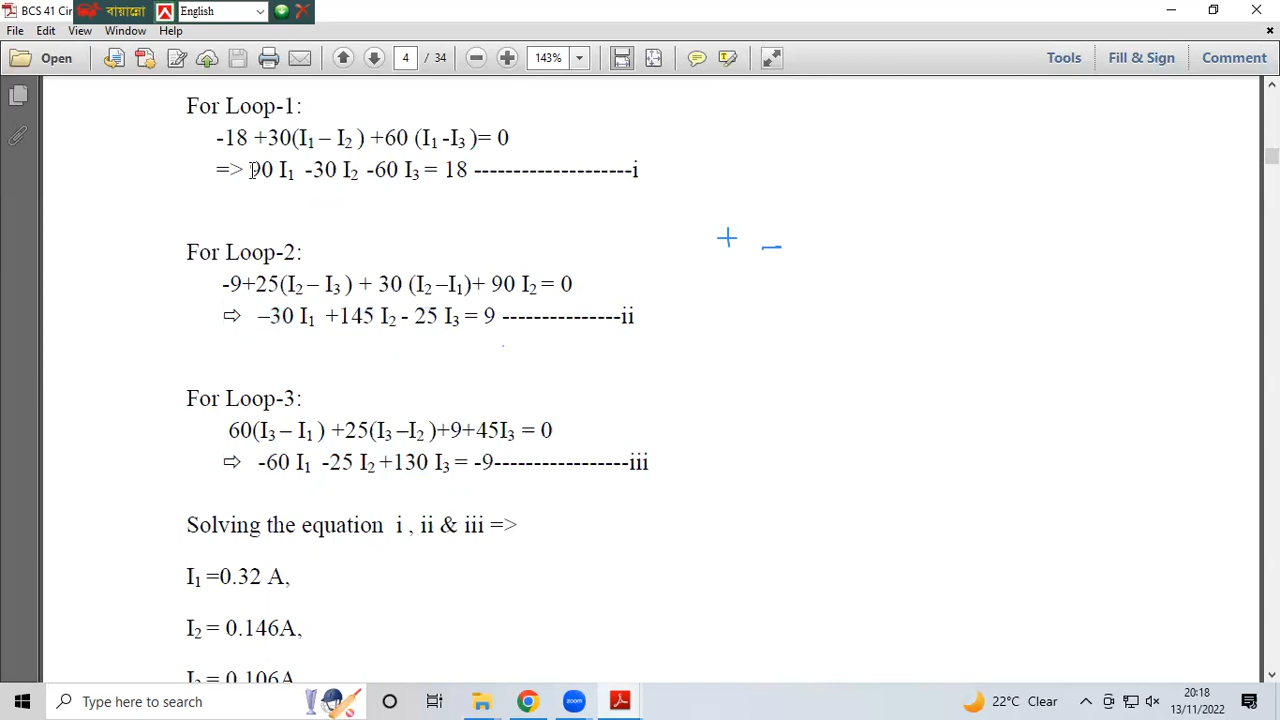 BCS 41 Cir
বায়ান্নো
English
File Edit View Window Help
Open
4 / 34
143%
Tools
Fill & Sign
Comment
For Loop-1:
-18 +30(I₁ – I₂ ) +60 (I₁ -I₃ )= 0
=> 90 I₁ -30 I₂ -60 I₃ = 18 --------------------i
+ –
For Loop-2:
-9+25(I₂ – I₃ ) + 30 (I₂ –I₁)+ 90 I₂ = 0
⇨ –30 I₁ +145 I₂ - 25 I₃ = 9 ---------------ii
For Loop-3:
60(I₃ – I₁ ) +25(I₃ –I₂ )+9+45I₃ = 0
⇨ -60 I₁ -25 I₂ +130 I₃ = -9-----------------iii
Solving the equation i , ii & iii =>
I₁ =0.32 A,
I₂ = 0.146A,
I₃ = 0.106A
Type here to search
zoom
22°C Clear
20:18
13/11/2022